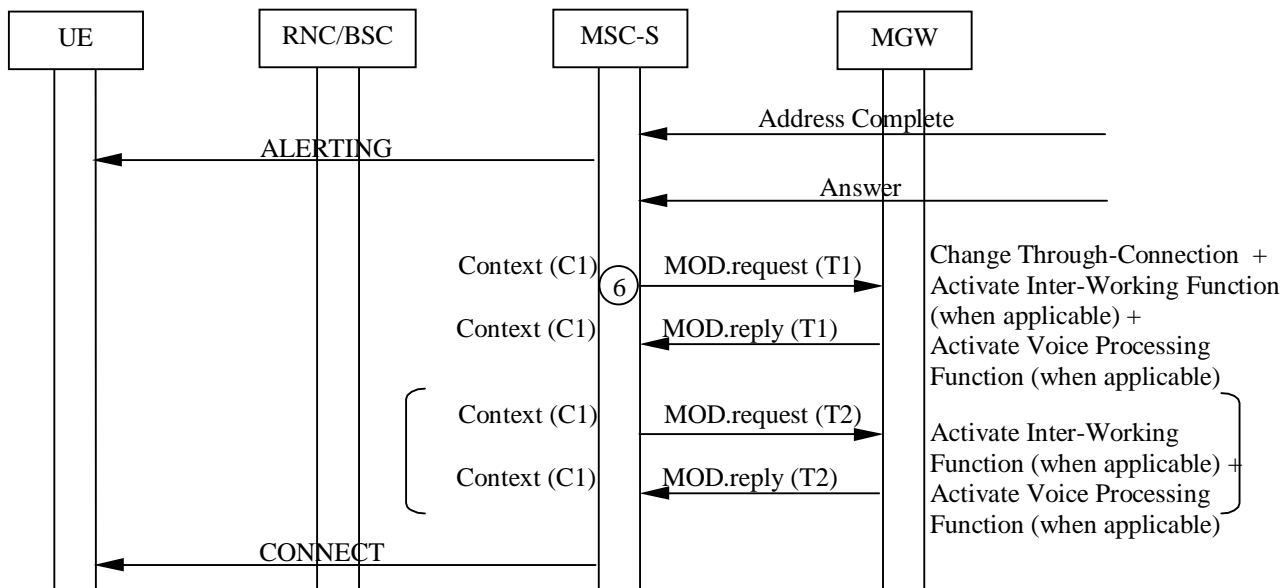 UE
RNC/BSC
MSC-S
MGW
Address Complete
ALERTING
Answer
Context (C1)
6
MOD.request (T1)
Change Through-Connection +
Activate Inter-Working Function
(when applicable) +
Activate Voice Processing
Function (when applicable)
Context (C1)
MOD.reply (T1)
Context (C1)
MOD.request (T2)
Activate Inter-Working
Function (when applicable) +
Activate Voice Processing
Function (when applicable)
Context (C1)
MOD.reply (T2)
CONNECT